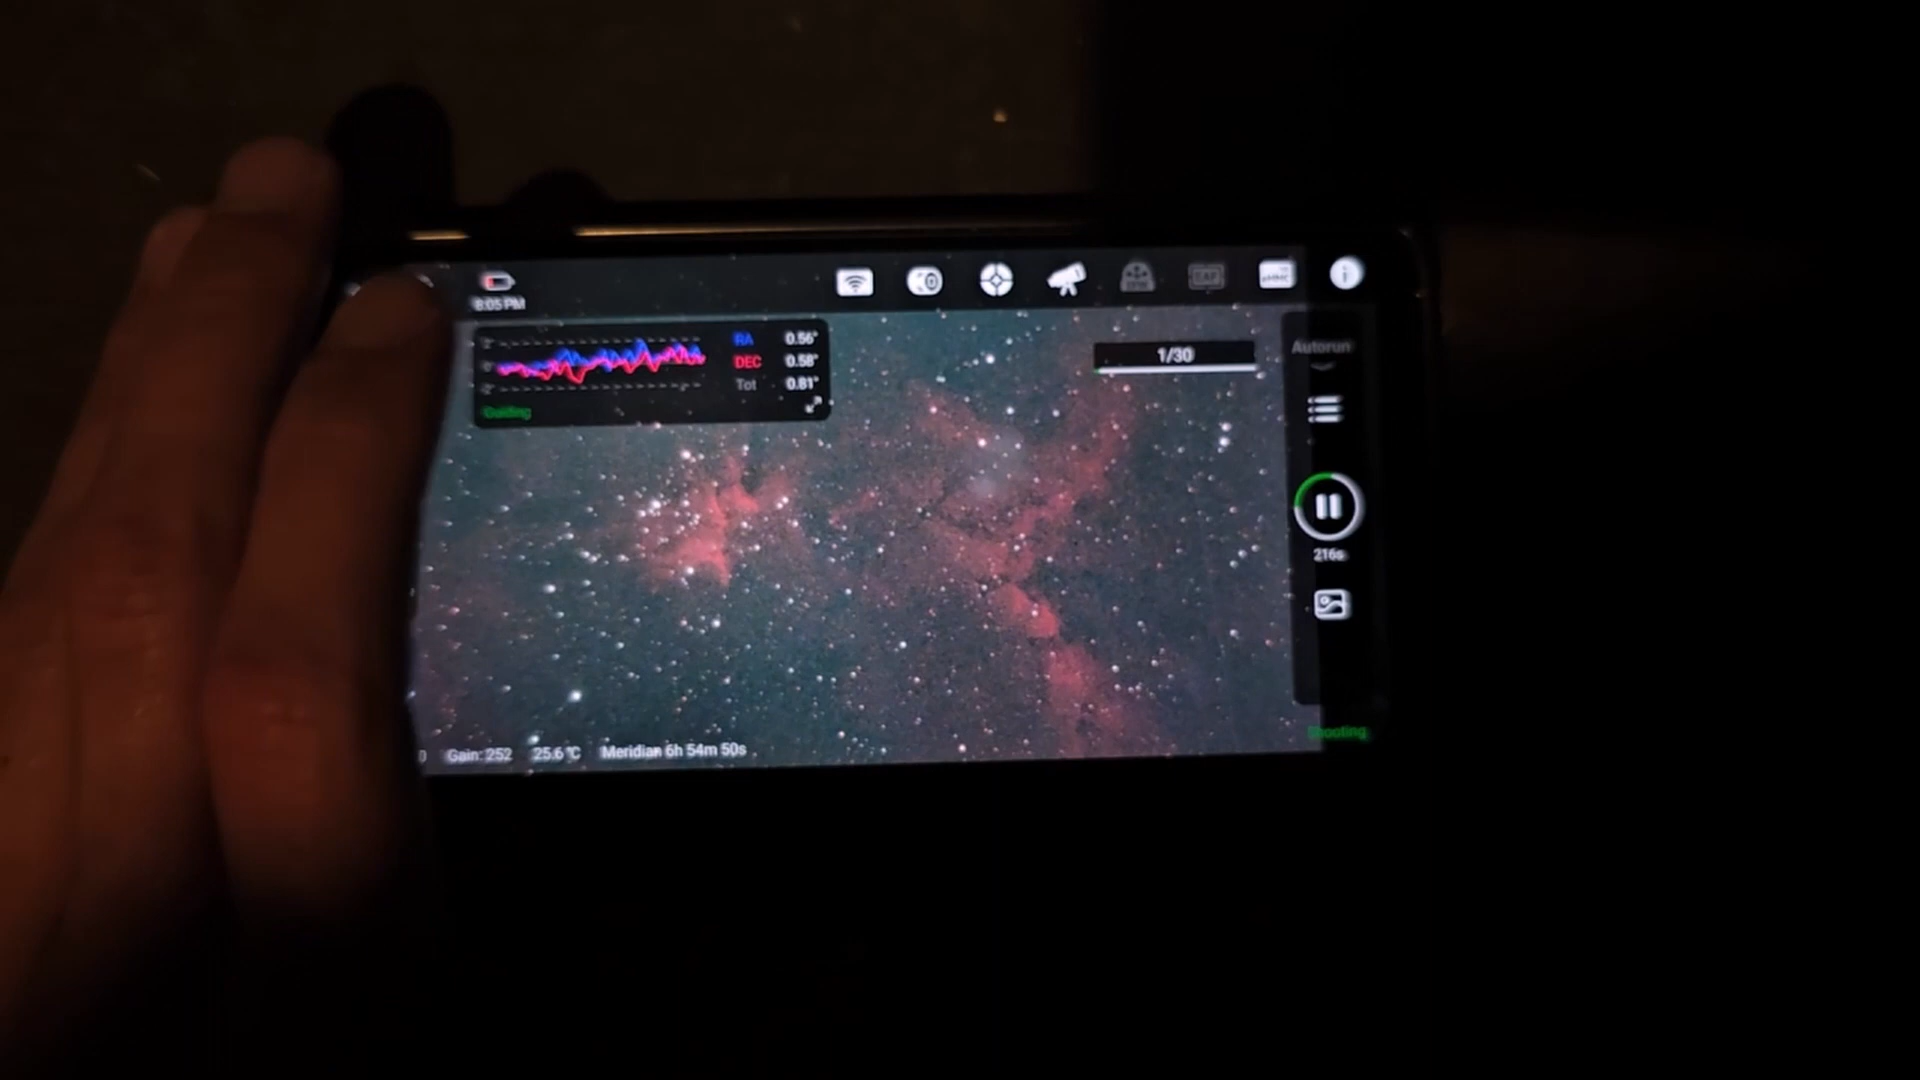 8:05 PM
RA 0.56"
DEC 0.58"
Tot 0.81"
Guiding
1/30
Autorun
216s
Shooting
0 Gain: 252 25.6℃ Meridian 6h 54m 50s